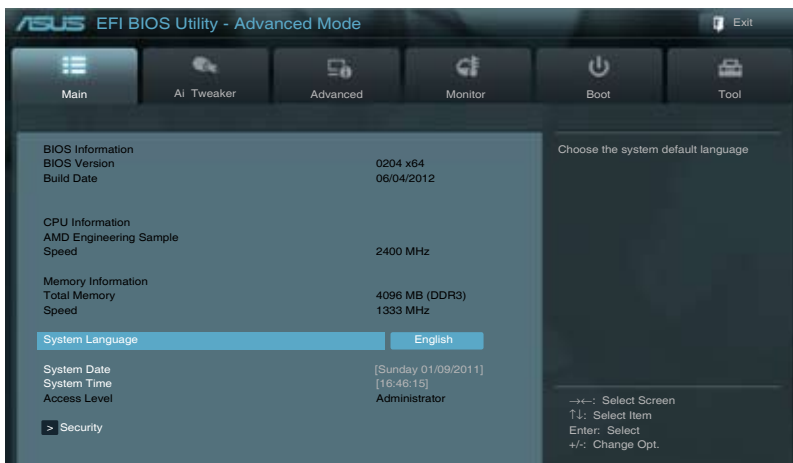 ASUS EFI BIOS Utility - Advanced Mode
Exit
Main
Ai Tweaker
Advanced
Monitor
Boot
Tool
BIOS Information
BIOS Version 0204 x64
Build Date 06/04/2012
CPU Information
AMD Engineering Sample
Speed 2400 MHz
Memory Information
Total Memory 4096 MB (DDR3)
Speed 1333 MHz
System Language English
System Date [Sunday 01/09/2011]
System Time [16:46:15]
Access Level Administrator
> Security
Choose the system default language
→←: Select Screen
↑↓: Select Item
Enter: Select
+/-: Change Opt.